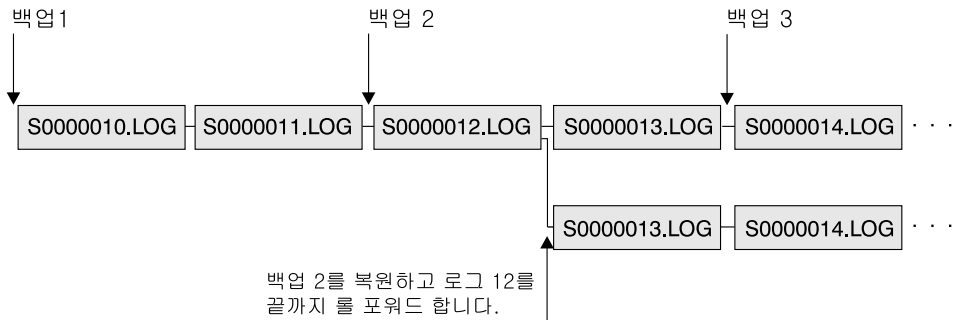 백업1 백업 2 백업 3
S0000010.LOG S0000011.LOG S0000012.LOG S0000013.LOG S0000014.LOG . . .
S0000013.LOG S0000014.LOG . . .
백업 2를 복원하고 로그 12를
끝까지 롤 포워드 합니다.